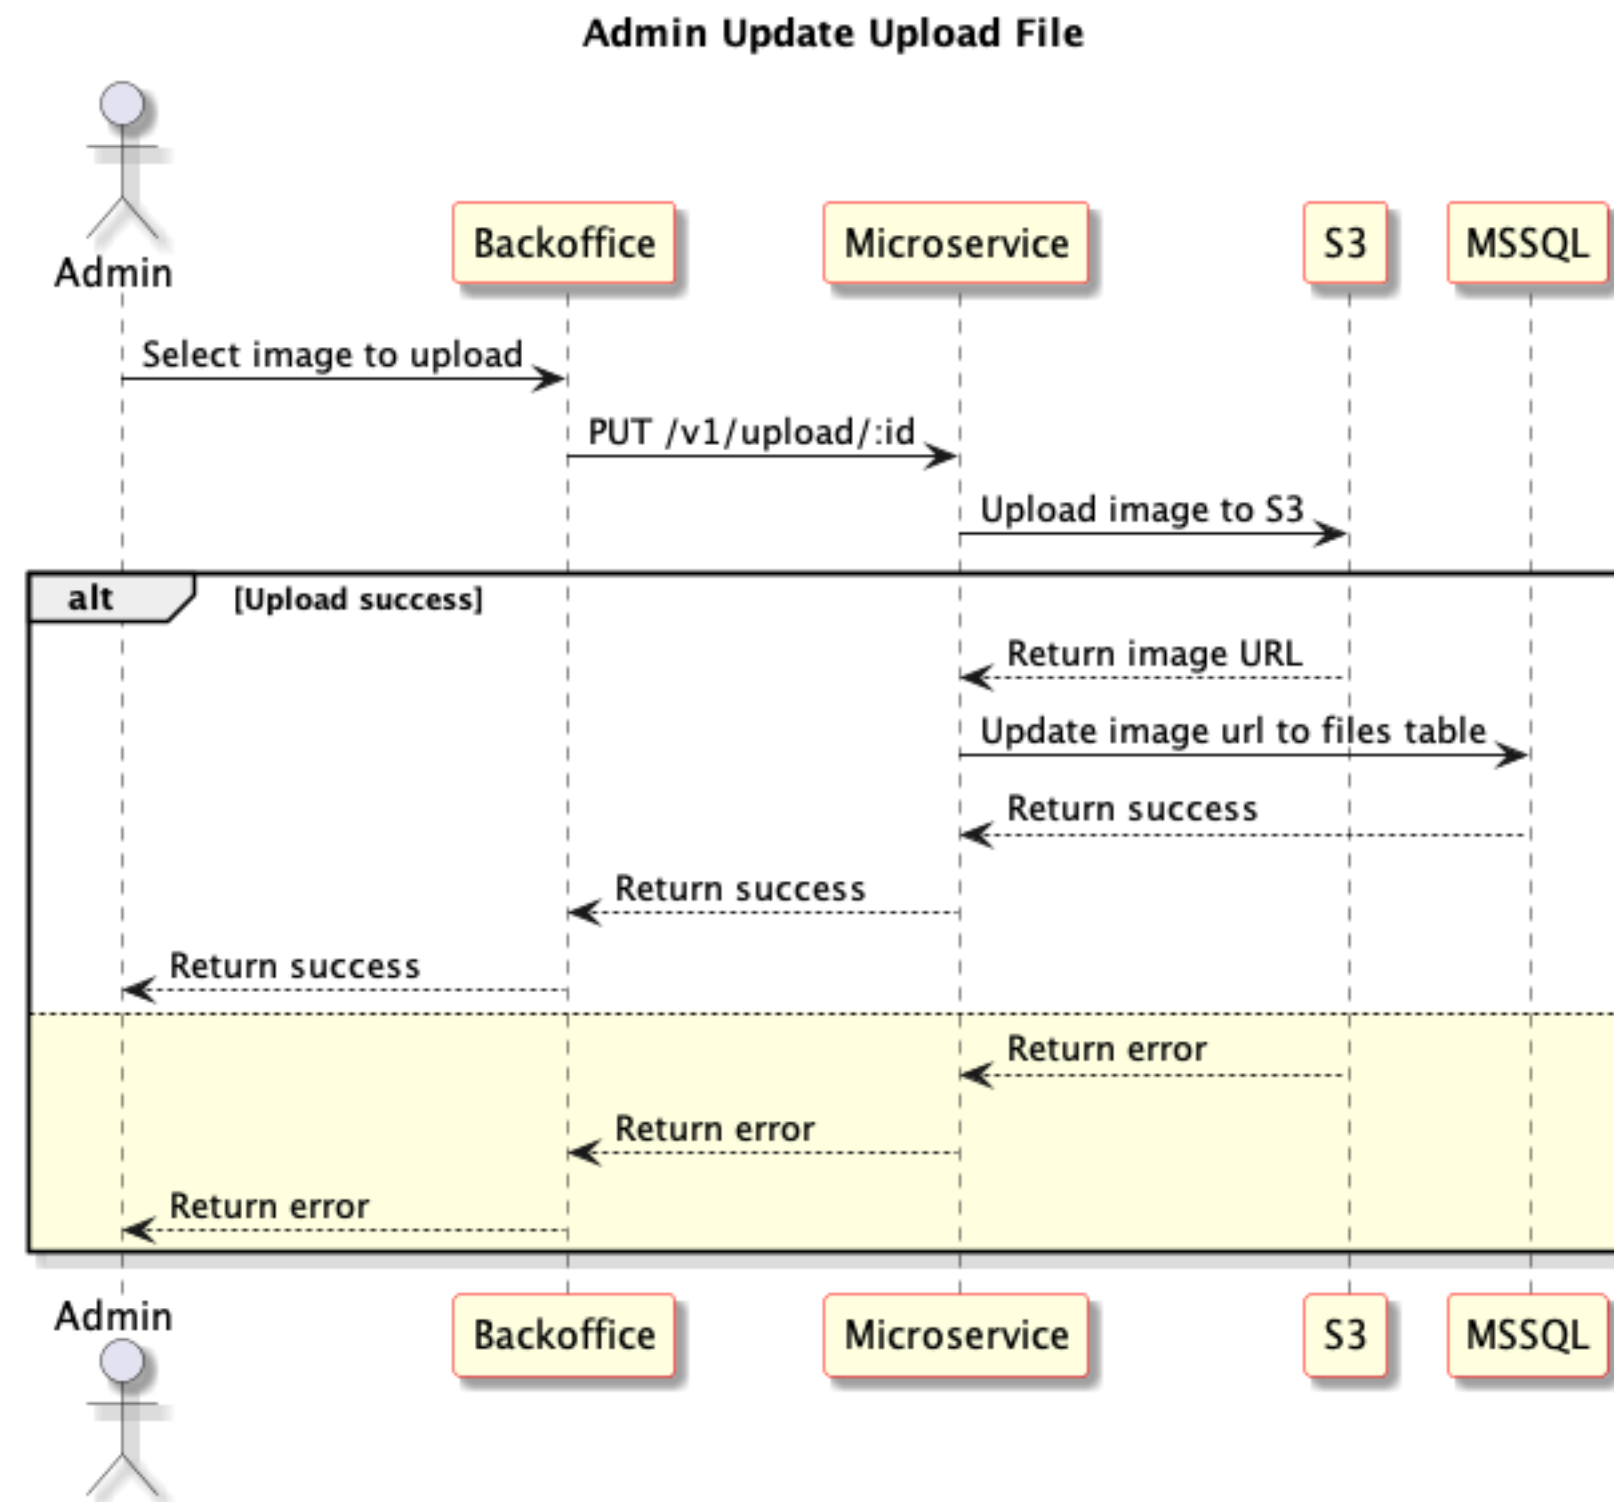 Admin Update Upload File
Admin
Backoffice
Microservice
S3
MSSQL
Select image to upload
PUT /v1/upload/:id
Upload image to S3
alt
[Upload success]
Return image URL
Update image url to files table
Return success
Return success
Return success
Return error
Return error
Return error
Admin
Backoffice
Microservice
S3
MSSQL